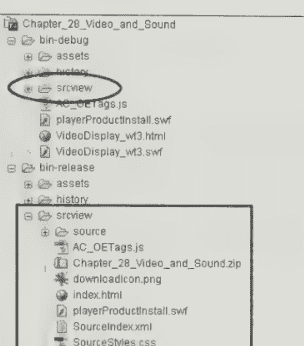 Chapter_28_Video_and_Sound
bin-debug
assets
history
srcview
AC_OETags.js
playerProductInstall.swf
VideoDisplay_wt3.html
VideoDisplay_wt3.swf
bin-release
assets
history
srcview
source
AC_OETags.js
Chapter_28_Video_and_Sound.zip
downloadIcon.png
index.html
playerProductInstall.swf
SourceIndex.xml
SourceStyles.css